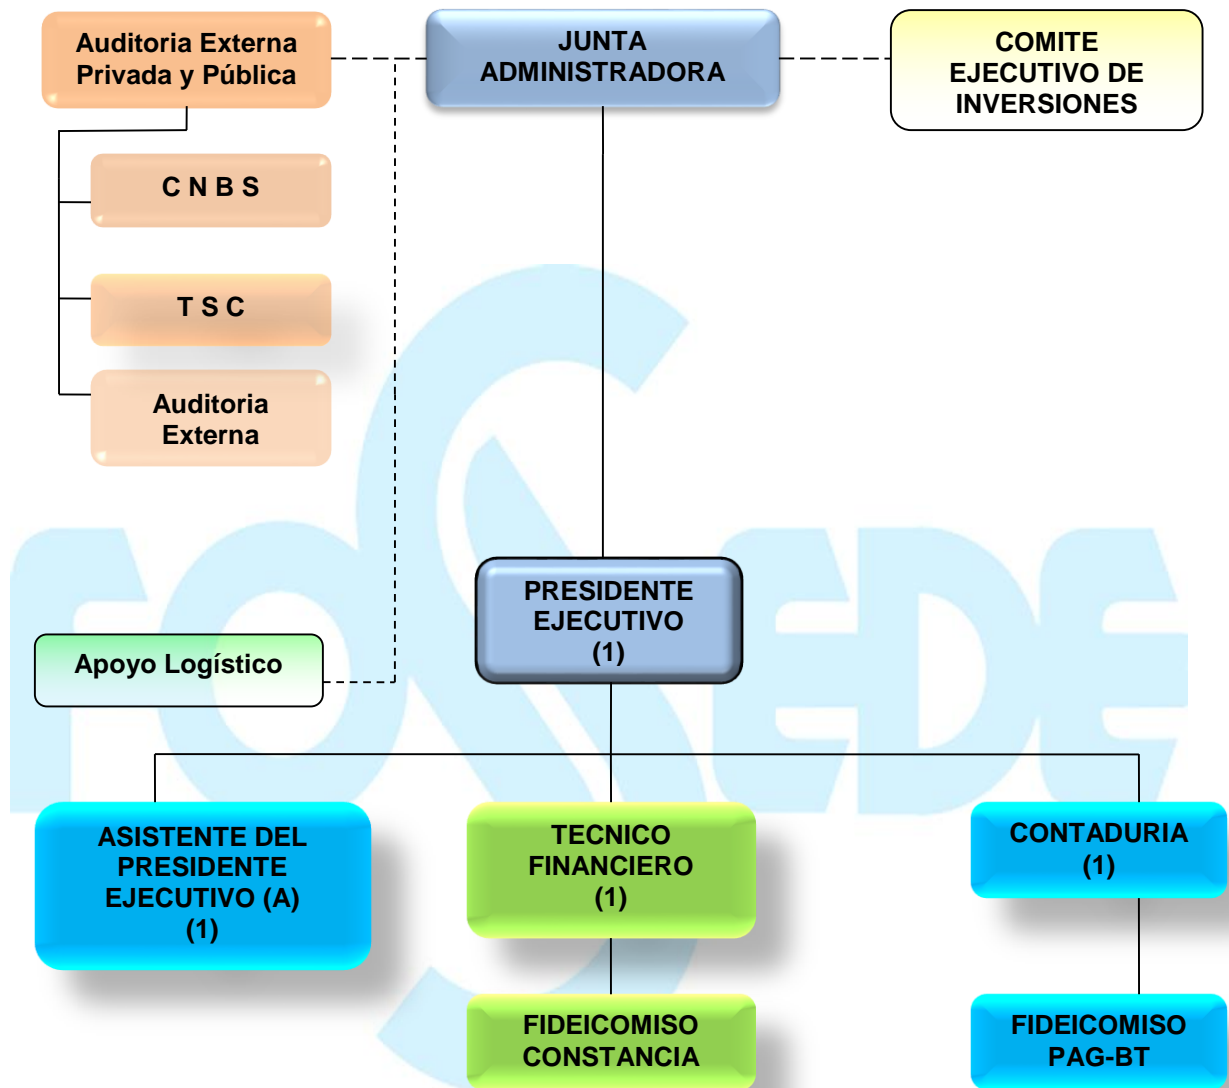 Auditoria Externa
Privada y Pública
JUNTA
ADMINISTRADORA
COMITE
EJECUTIVO DE
INVERSIONES
C N B S
T S C
Auditoria
Externa
PRESIDENTE
EJECUTIVO
(1)
Apoyo Logístico
FOSEDE
ASISTENTE DEL
PRESIDENTE
EJECUTIVO (A)
(1)
TECNICO
FINANCIERO
(1)
CONTADURIA
(1)
FIDEICOMISO
CONSTANCIA
FIDEICOMISO
PAG-BT